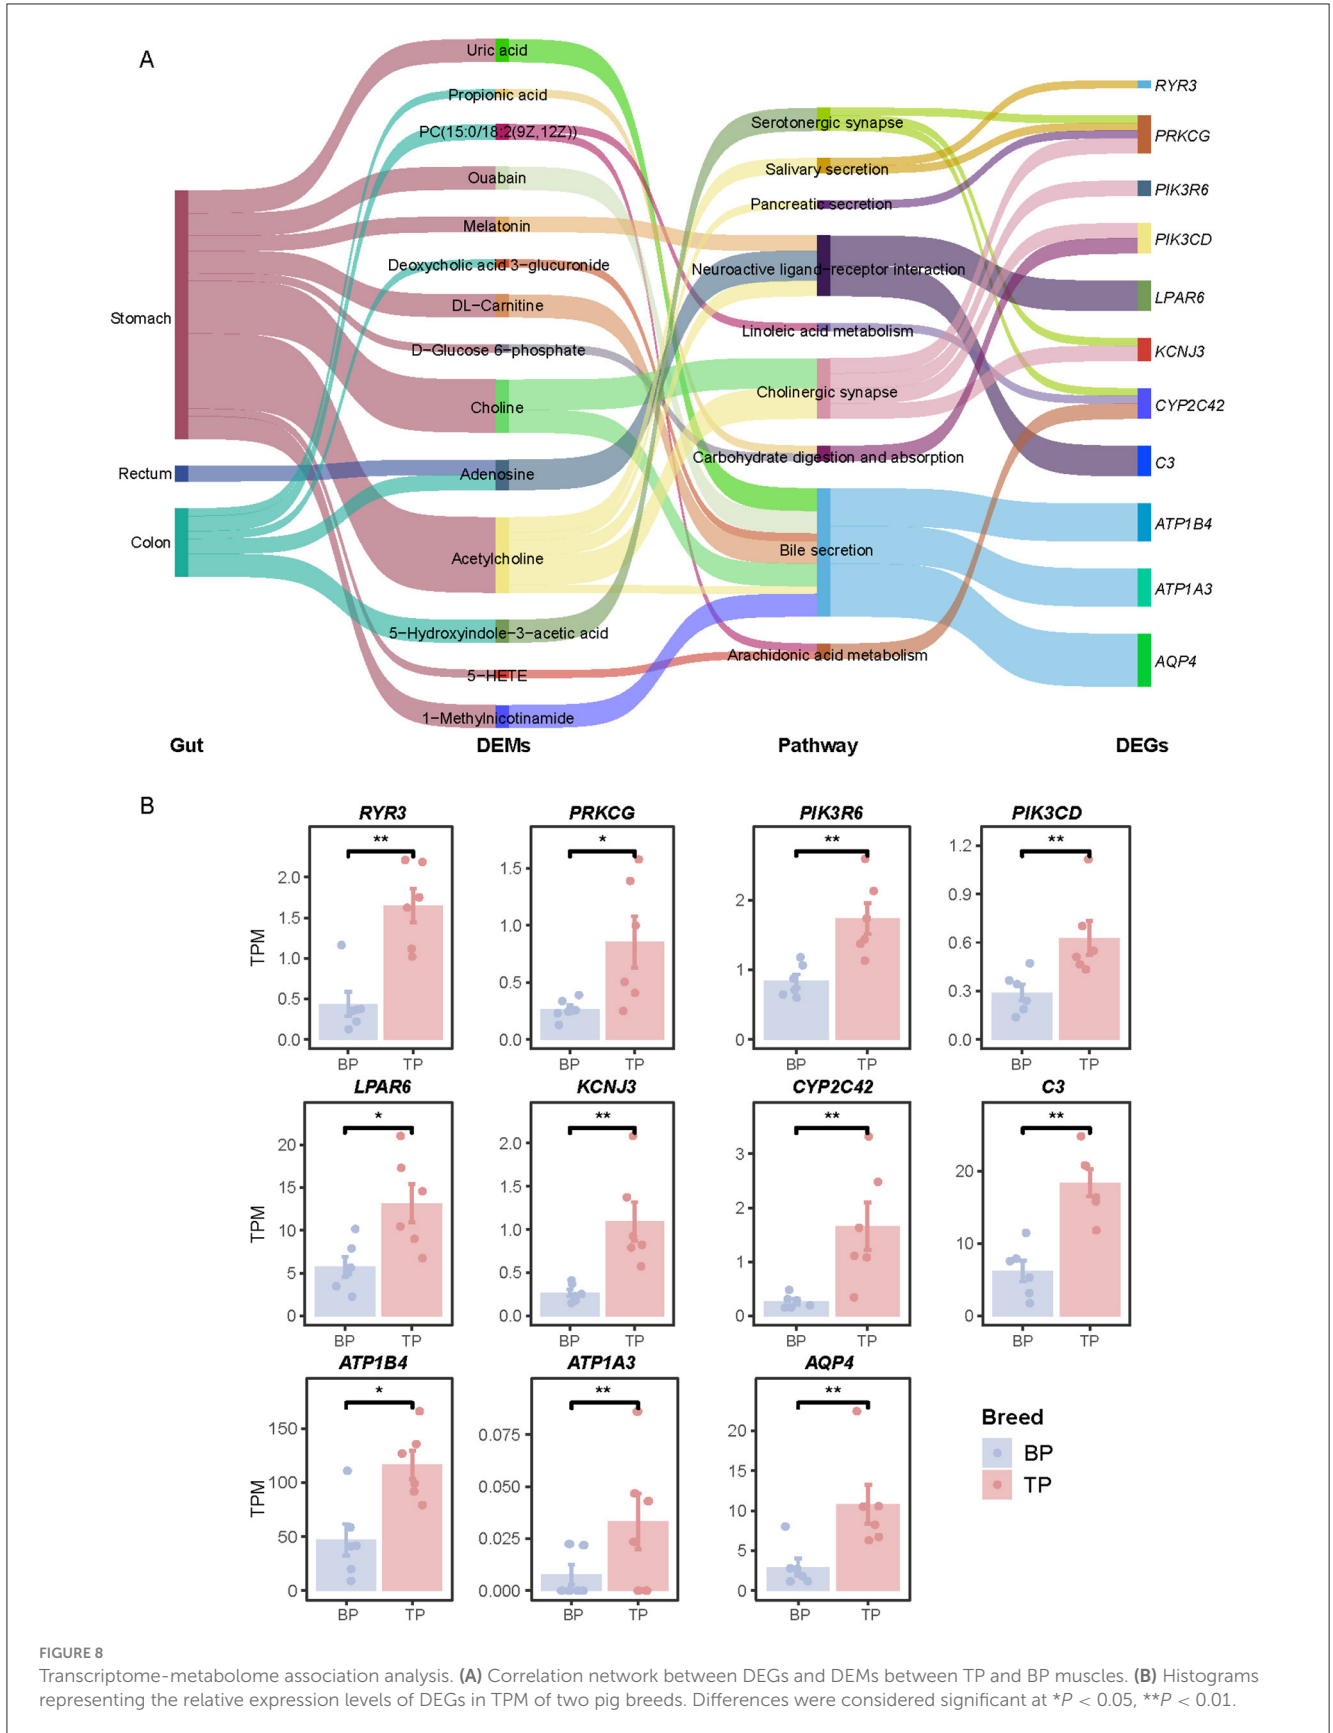 A
Uric acid
Propionic acid
PC(15:0/18:2(9Z,12Z))
Ouabain
Melatonin
Deoxycholic acid 3−glucuronide
DL−Carnitine
D−Glucose 6−phosphate
Choline
Adenosine
Acetylcholine
5−Hydroxyindole−3−acetic acid
5−HETE
1−Methylnicotinamide
Stomach
Rectum
Colon
Serotonergic synapse
Salivary secretion
Pancreatic secretion
Neuroactive ligand−receptor interaction
Linoleic acid metabolism
Cholinergic synapse
Carbohydrate digestion and absorption
Bile secretion
Arachidonic acid metabolism
RYR3
PRKCG
PIK3R6
PIK3CD
LPAR6
KCNJ3
CYP2C42
C3
ATP1B4
ATP1A3
AQP4
Gut DEMs Pathway DEGs
B
RYR3 PRKCG PIK3R6 PIK3CD
** * ** **
TPM
2.0
1.5
1.0
0.5
0.0
BP TP
1.5
1.0
0.5
0.0
BP TP
2
1
0
BP TP
1.2
0.9
0.6
0.3
0.0
BP TP
LPAR6 KCNJ3 CYP2C42 C3
* ** ** **
TPM
20
15
10
5
0
BP TP
2.0
1.5
1.0
0.5
0.0
BP TP
3
2
1
0
BP TP
20
10
0
BP TP
ATP1B4 ATP1A3 AQP4
* ** **
TPM
150
100
50
0
BP TP
0.075
0.050
0.025
0.000
BP TP
20
15
10
5
0
BP TP
Breed
BP
TP
FIGURE 8
Transcriptome-metabolome association analysis. (A) Correlation network between DEGs and DEMs between TP and BP muscles. (B) Histograms
representing the relative expression levels of DEGs in TPM of two pig breeds. Differences were considered significant at *P < 0.05, **P < 0.01.